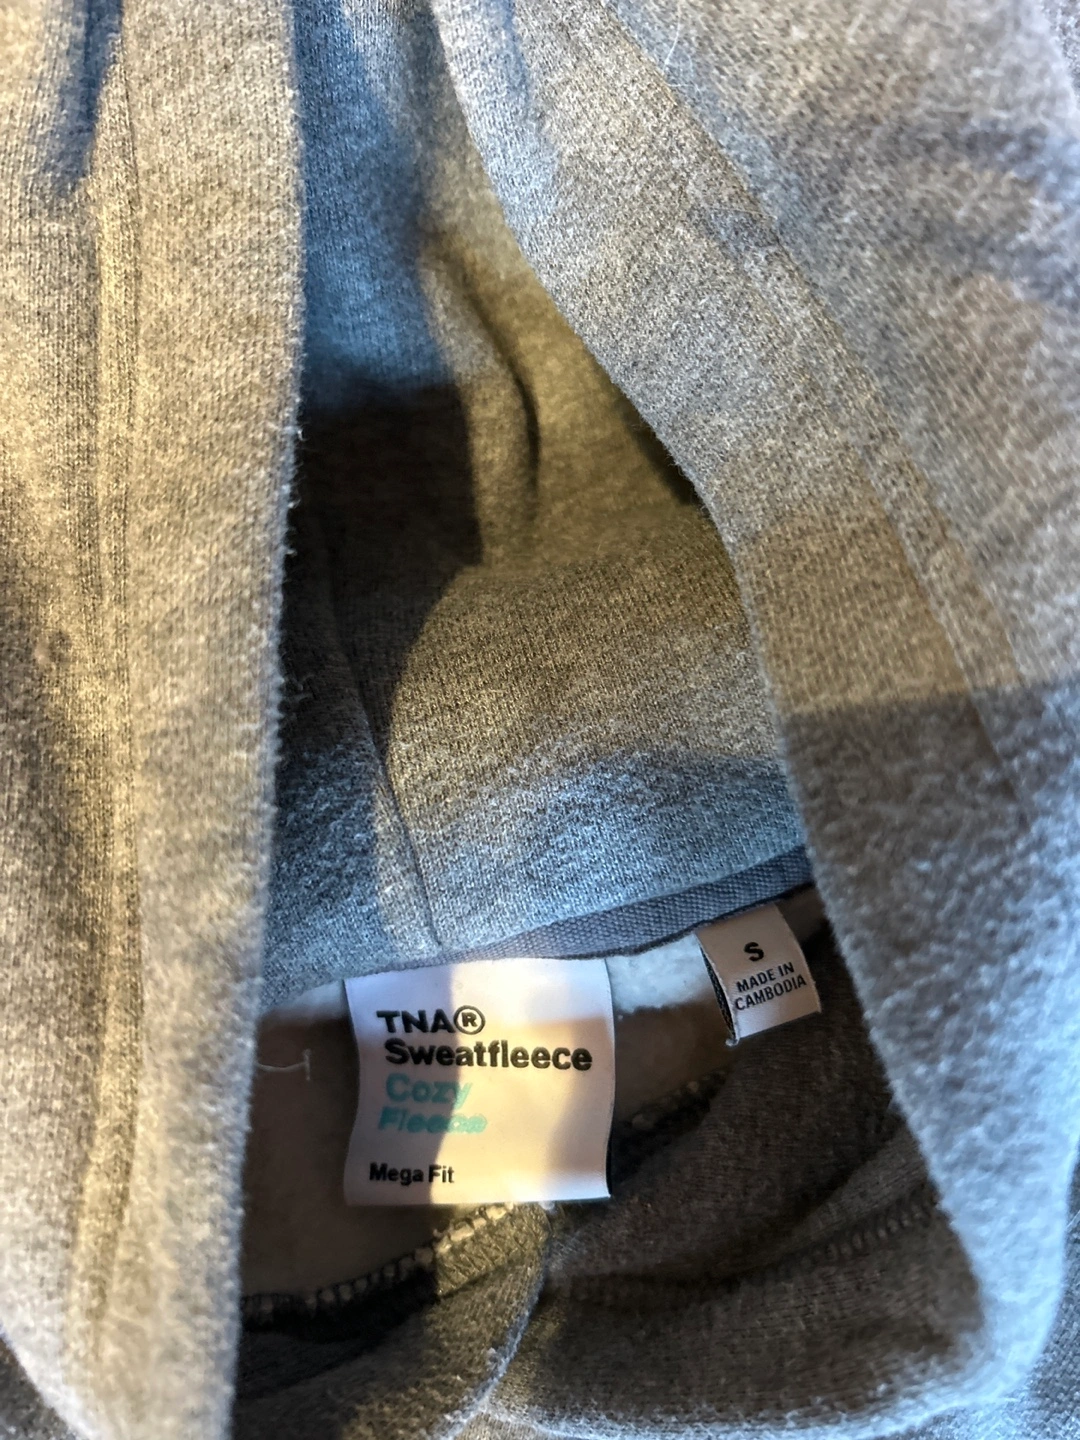 TNA®
Sweatfleece
Cozy
Fleece
Mega Fit
S
MADE IN
CAMBODIA